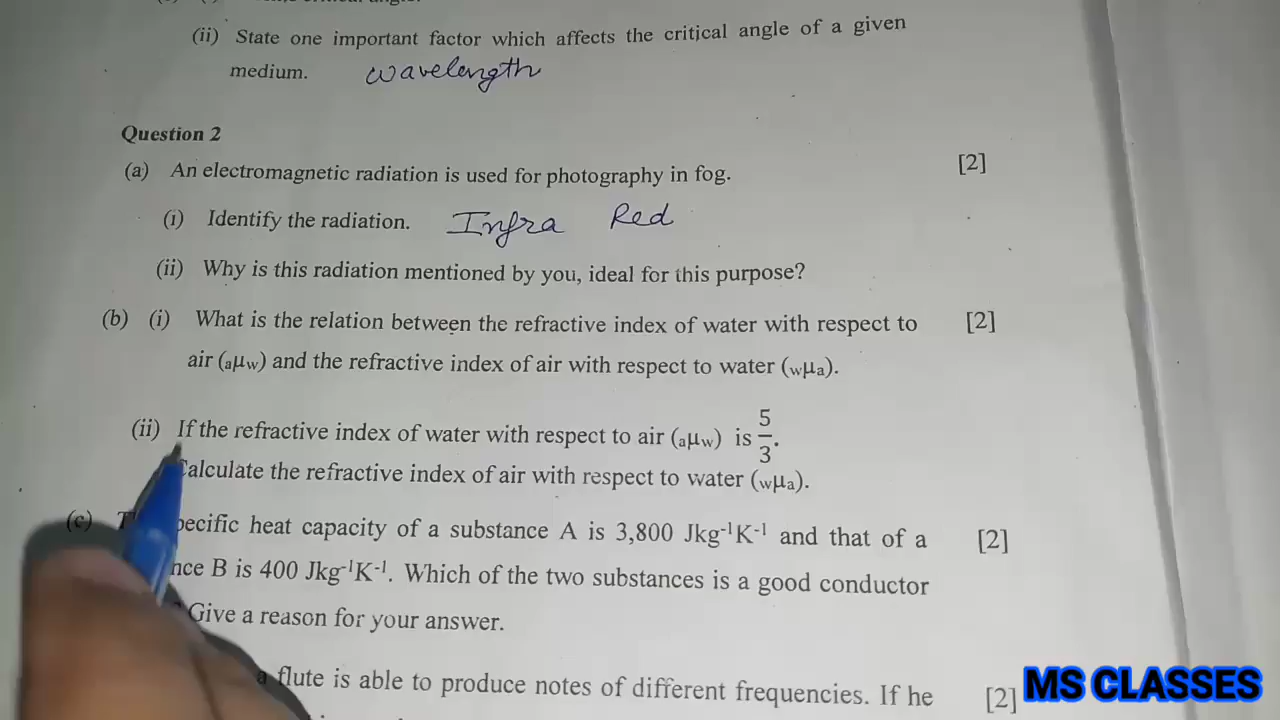 (ii) State one important factor which affects the critical angle of a given
medium. wavelength
Question 2
(a) An electromagnetic radiation is used for photography in fog. [2]
(i) Identify the radiation. Infra Red
(ii) Why is this radiation mentioned by you, ideal for this purpose?
(b) (i) What is the relation between the refractive index of water with respect to [2]
air (ₐμ_w) and the refractive index of air with respect to water (_wμₐ).
(ii) If the refractive index of water with respect to air (ₐμ_w) is 5/3.
Calculate the refractive index of air with respect to water (_wμₐ).
(c) specific heat capacity of a substance A is 3,800 Jkg⁻¹K⁻¹ and that of a [2]
B is 400 Jkg⁻¹K⁻¹. Which of the two substances is a good conductor
Give a reason for your answer.
a flute is able to produce notes of different frequencies. If he [2]
MS CLASSES